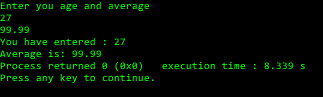 Enter you age and average
27
99.99
You have entered : 27
Average is: 99.99
Process returned 0 (0x0)   execution time : 8.339 s
Press any key to continue.